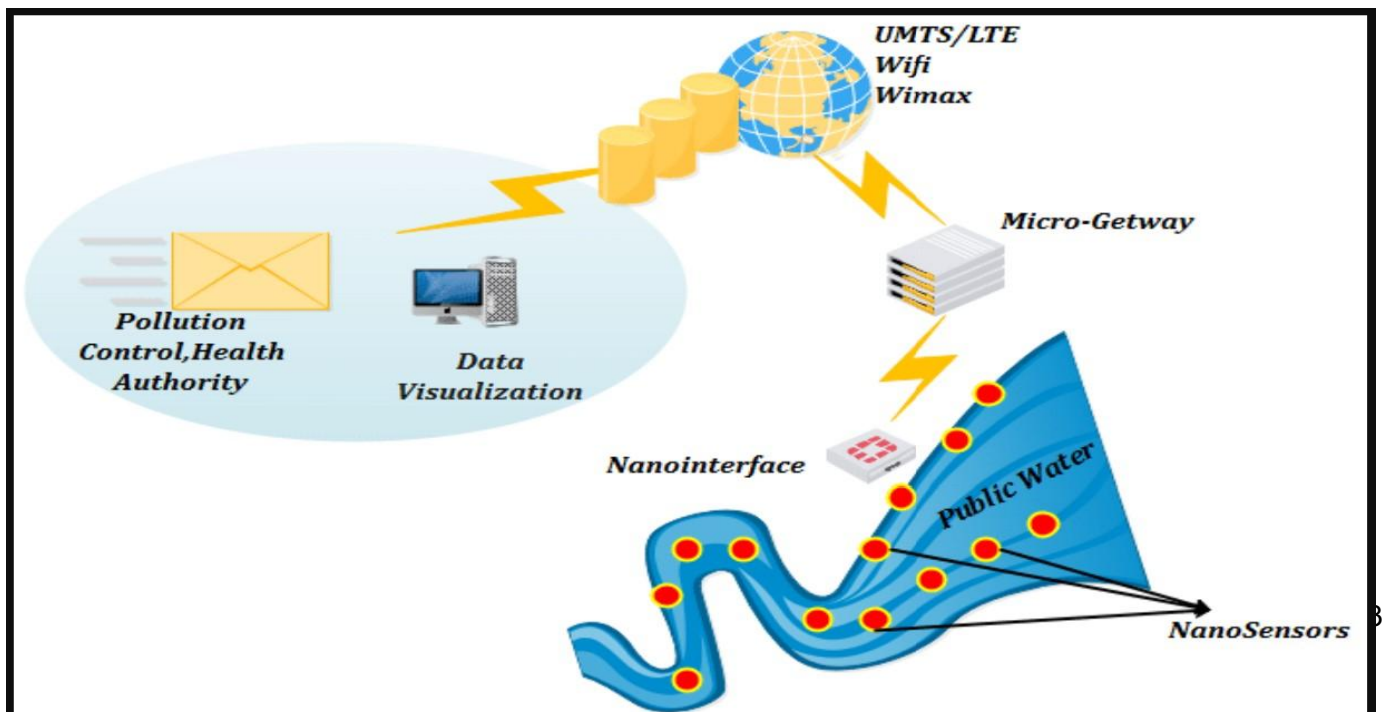 UMTS/LTE
Wifi
Wimax
Micro-Getway
Pollution
Control,Health
Authority
Data
Visualization
Nanointerface
Public Water
NanoSensors